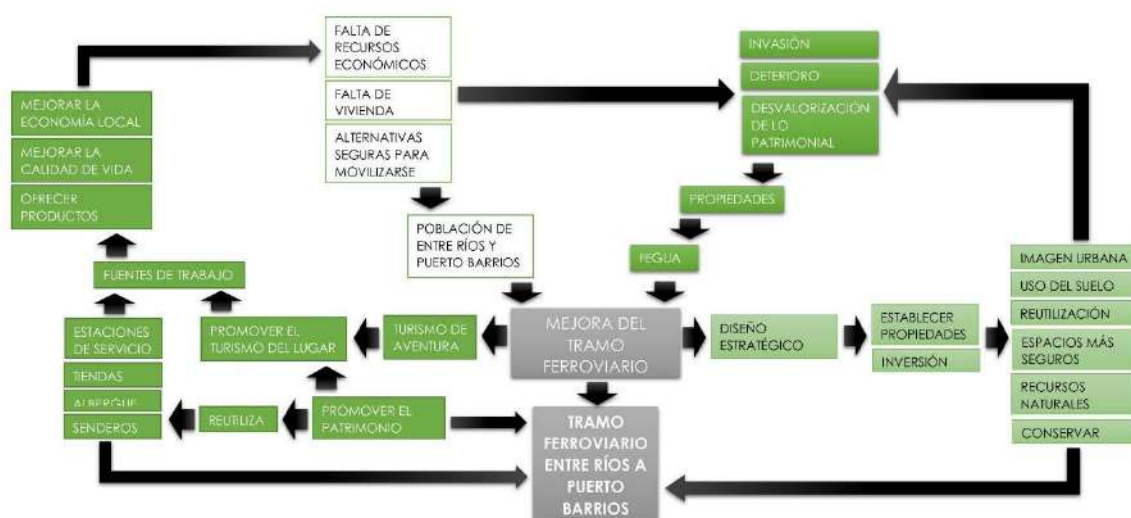 FALTA DE
RECURSOS
ECONÓMICOS
FALTA DE
VIVIENDA
ALTERNATIVAS
SEGURAS PARA
MOVILIZARSE
INVASIÓN
DETERIORO
DESVALORIZACIÓN
DE LO
PATRIMONIAL
MEJORAR LA
ECONOMÍA LOCAL
MEJORAR LA
CALIDAD DE VIDA
OFRECER
PRODUCTOS
PROPIEDADES
POBLACIÓN DE
ENTRE RÍOS Y
PUERTO BARRIOS
FEGUA
FUENTES DE TRABAJO
IMAGEN URBANA
USO DEL SUELO
REUTILIZACIÓN
ESPACIOS MÁS
SEGUROS
RECURSOS
NATURALES
CONSERVAR
ESTACIONES
DE SERVICIO
TIENDAS
ALBERGUE
SENDEROS
PROMOVER EL
TURISMO DEL LUGAR
TURISMO DE
AVENTURA
MEJORA DEL
TRAMO
FERROVIARIO
DISEÑO
ESTRATÉGICO
ESTABLECER
PROPIEDADES
INVERSIÓN
REUTILIZA
PROMOVER EL
PATRIMONIO
TRAMO
FERROVIARIO
ENTRE RÍOS A
PUERTO
BARRIOS